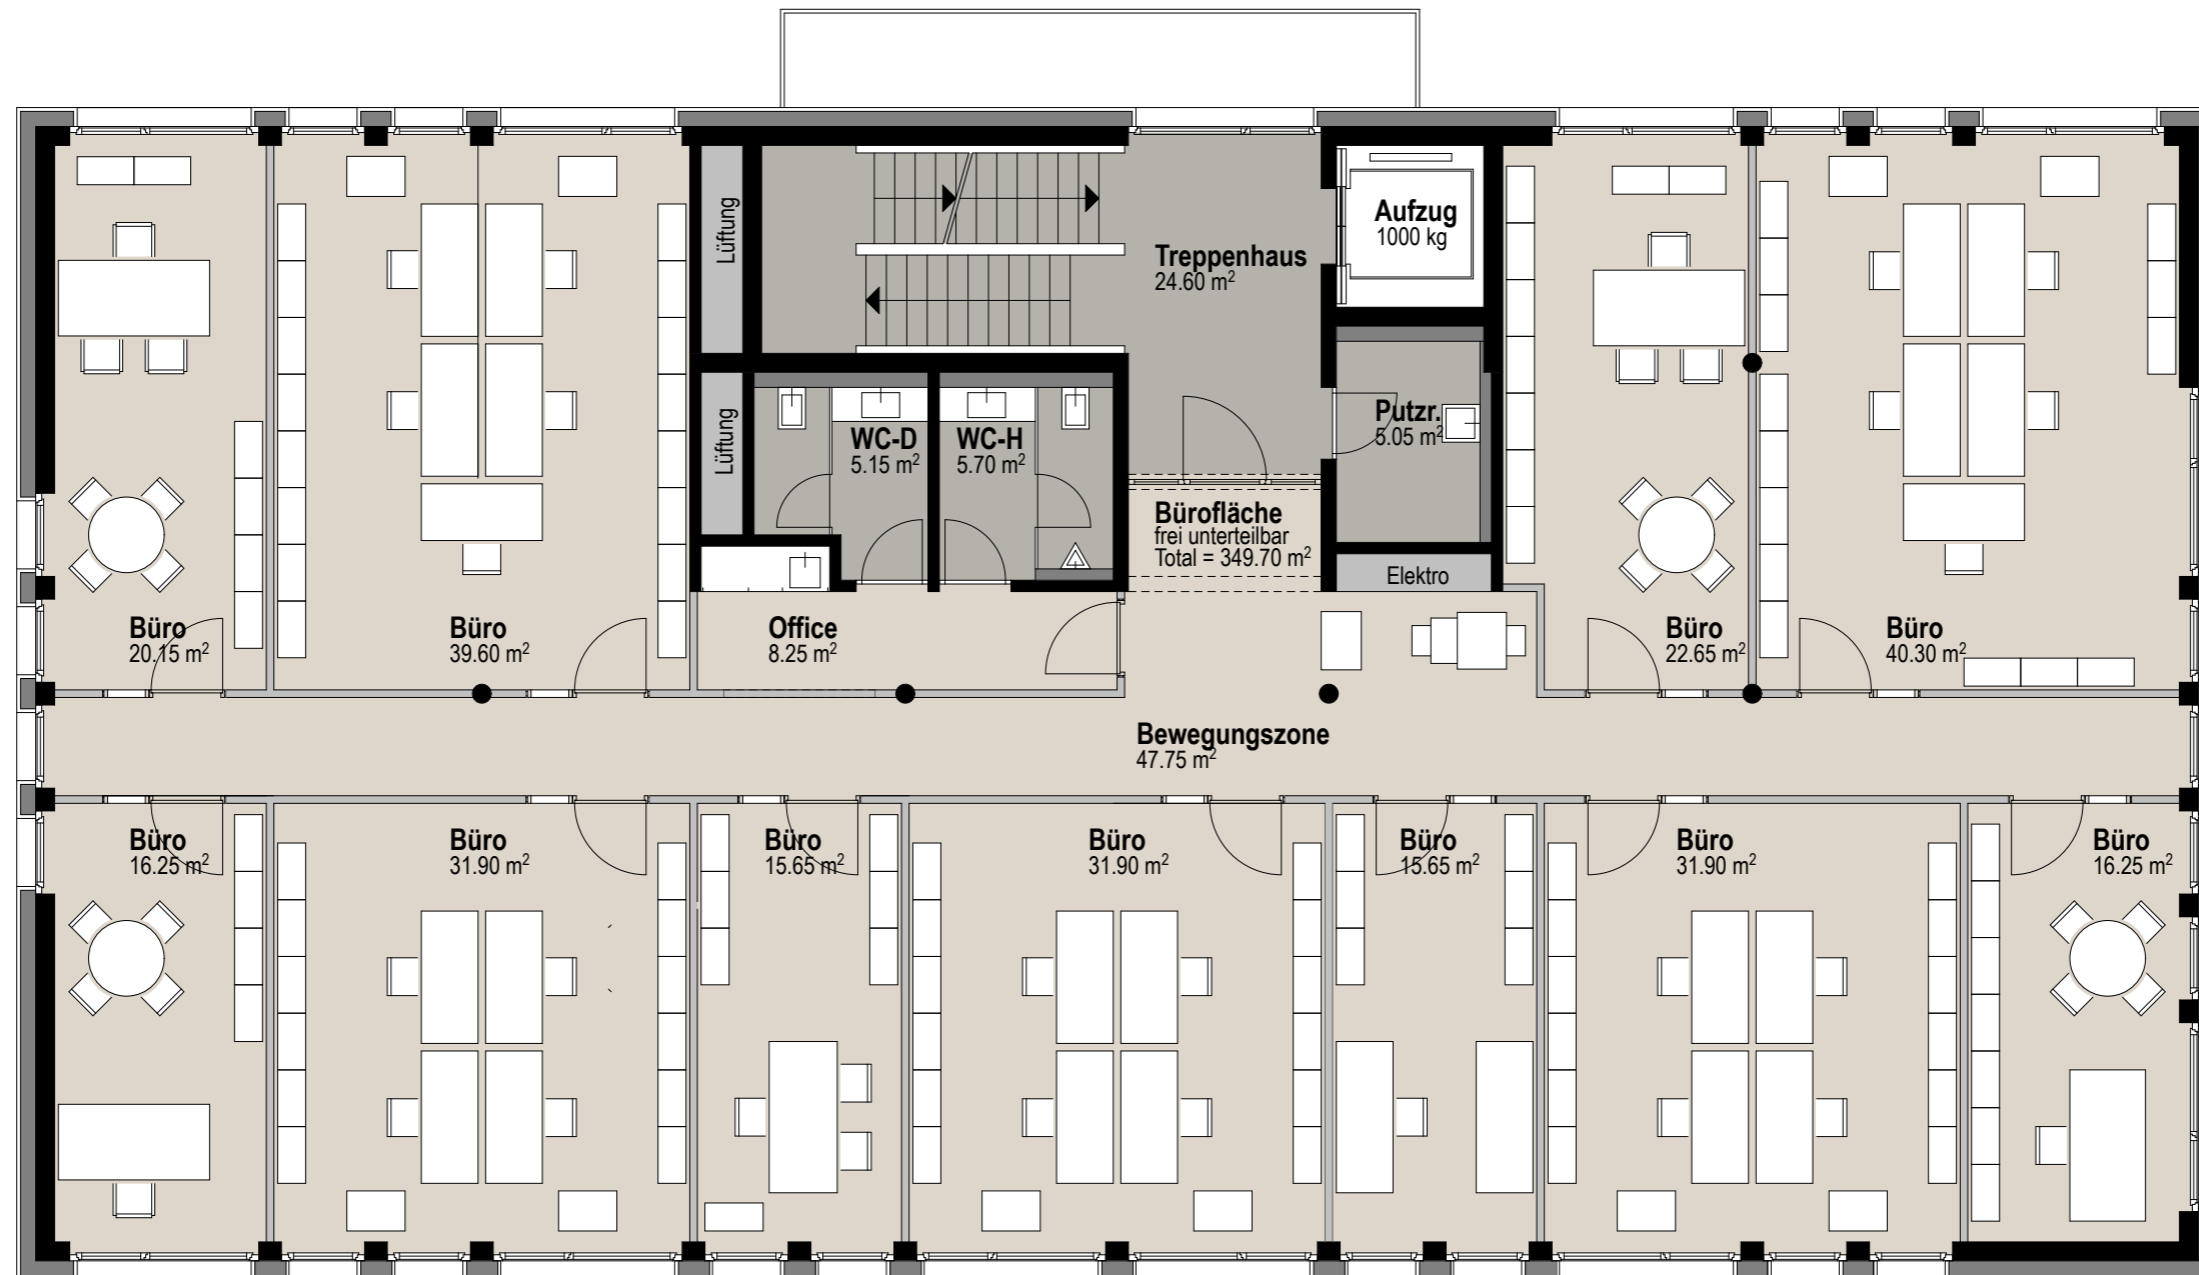 Lüftung
Aufzug
1000 kg
Treppenhaus
24.60 m²
Lüftung
WC-D
5.15 m²
WC-H
5.70 m²
Putzr.
5.05 m²
Bürofläche
frei unterteilbar
Total = 349.70 m²
Elektro
Büro
20.15 m²
Büro
39.60 m²
Office
8.25 m²
Büro
22.65 m²
Büro
40.30 m²
Bewegungszone
47.75 m²
Büro
16.25 m²
Büro
31.90 m²
Büro
15.65 m²
Büro
31.90 m²
Büro
15.65 m²
Büro
31.90 m²
Büro
16.25 m²